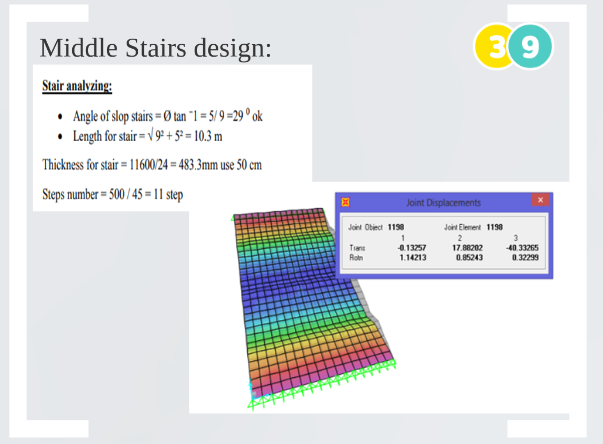 Middle Stairs design:
39
Stair analyzing:
• Angle of slop stairs = Ø tan ⁻1 = 5/ 9 =29 ⁰ ok
• Length for stair = √ 9² + 5² = 10.3 m
Thickness for stair = 11600/24 = 483.3mm use 50 cm
Steps number = 500 / 45 = 11 step
Joint Displacements
Joint Object 1198 Joint Element 1198
1 2 3
Trans -0.13257 17.88202 -40.33265
Rotn 1.14213 0.85243 0.32299